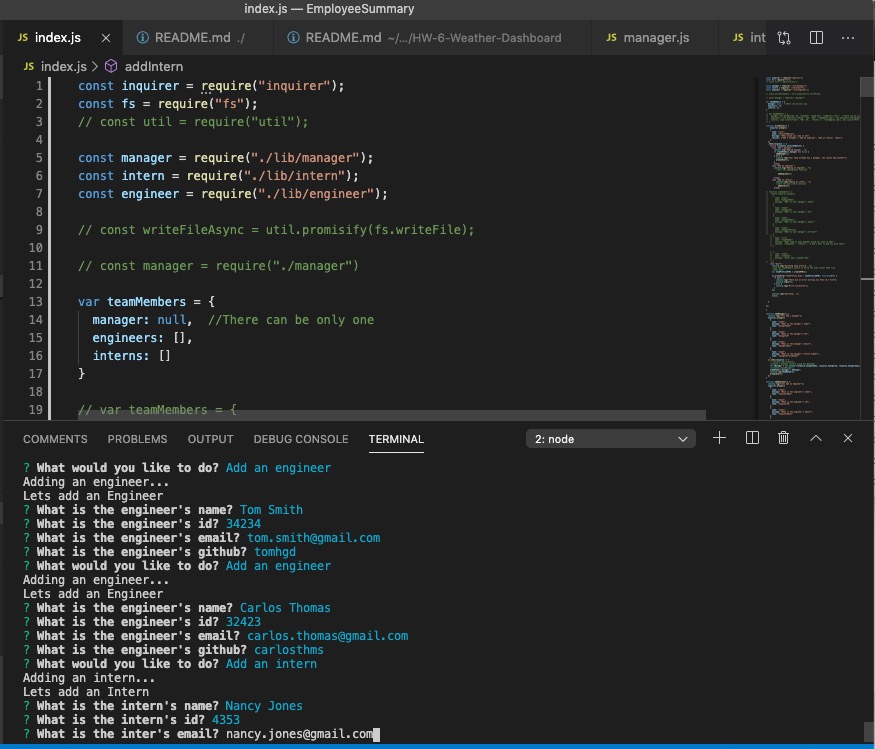 index.js — EmployeeSummary
JS index.js × README.md ./ README.md ~/.../HW-6-Weather-Dashboard JS manager.js JS int
JS index.js > addIntern
1 const inquirer = require("inquirer");
2 const fs = require("fs");
3 // const util = require("util");
4
5 const manager = require("./lib/manager");
6 const intern = require("./lib/intern");
7 const engineer = require("./lib/engineer");
8
9 // const writeFileAsync = util.promisify(fs.writeFile);
10
11 // const manager = require("./manager")
12
13 var teamMembers = {
14 manager: null, //There can be only one
15 engineers: [],
16 interns: []
17 }
18
19 // var teamMembers = {
COMMENTS PROBLEMS OUTPUT DEBUG CONSOLE TERMINAL 2: node
? What would you like to do? Add an engineer
Adding an engineer...
Lets add an Engineer
? What is the engineer's name? Tom Smith
? What is the engineer's id? 34234
? What is the engineer's email? tom.smith@gmail.com
? What is the engineer's github? tomhgd
? What would you like to do? Add an engineer
Adding an engineer...
Lets add an Engineer
? What is the engineer's name? Carlos Thomas
? What is the engineer's id? 32423
? What is the engineer's email? carlos.thomas@gmail.com
? What is the engineer's github? carlosthms
? What would you like to do? Add an intern
Adding an intern...
Lets add an Intern
? What is the intern's name? Nancy Jones
? What is the intern's id? 4353
? What is the inter's email? nancy.jones@gmail.com